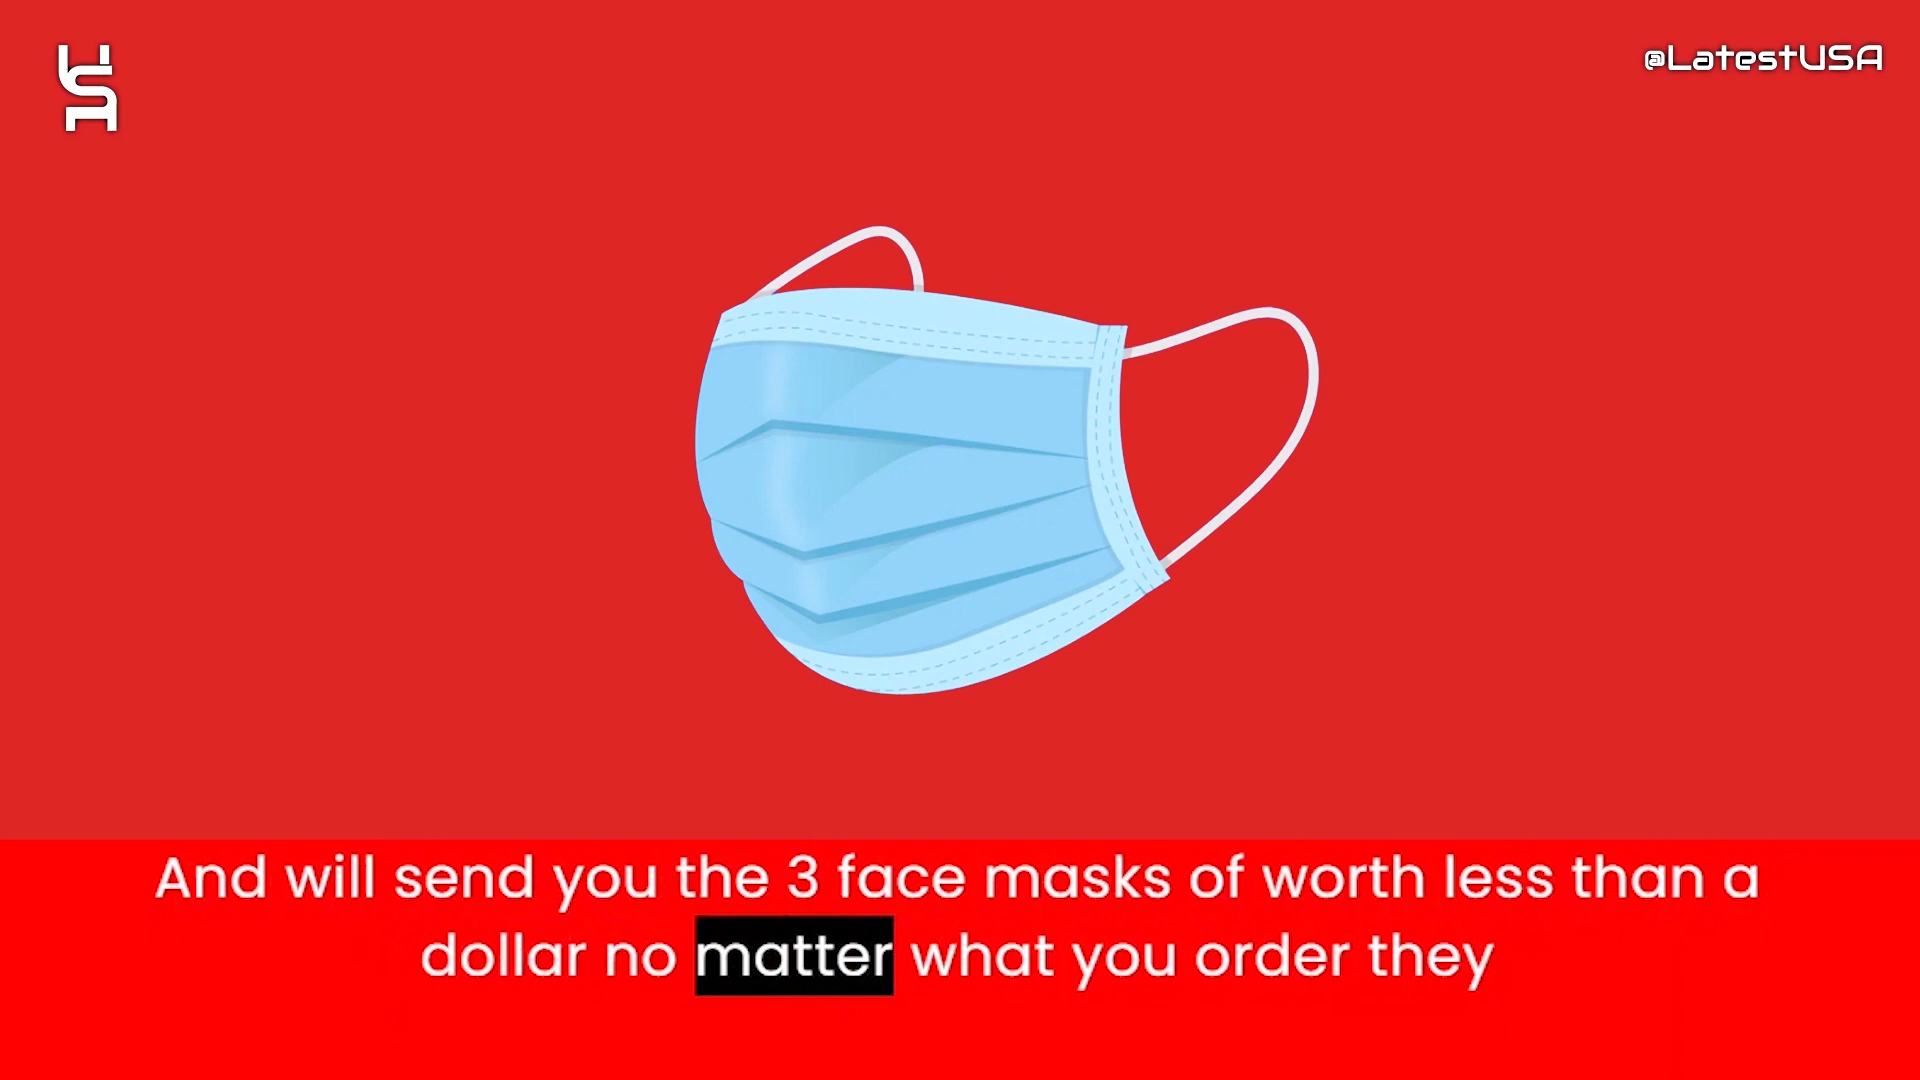 USA
@LatestUSA
And will send you the 3 face masks of worth less than a
dollar no matter what you order they